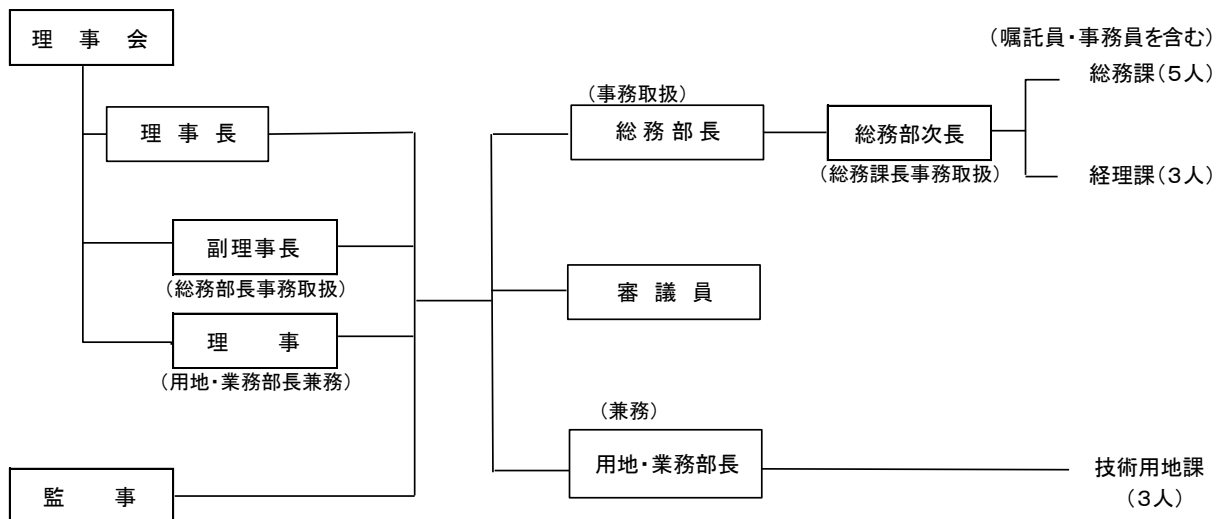 理事会
(嘱託員・事務員を含む)
総務課(5人)
(事務取扱)
理事長
総務部長
総務部次長
(総務課長事務取扱)
経理課(3人)
副理事長
(総務部長事務取扱)
審議員
理事
(用地・業務部長兼務)
(兼務)
用地・業務部長
技術用地課
(3人)
監事